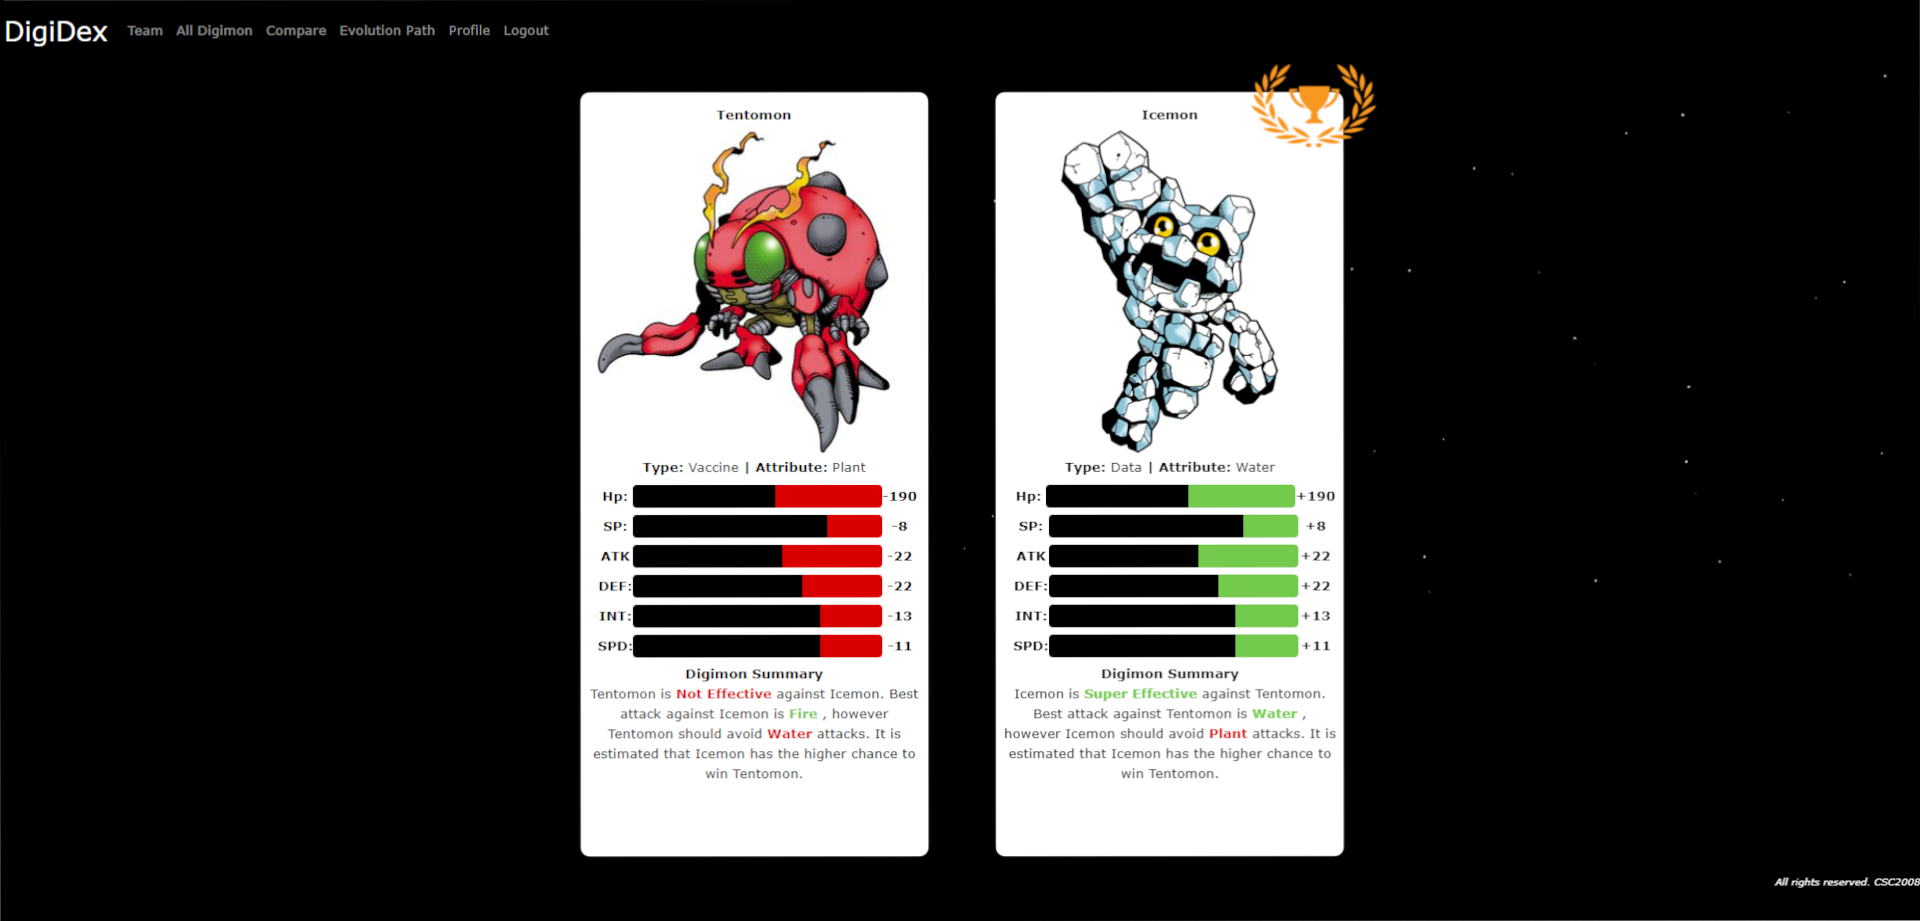 DigiDex Team All Digimon Compare Evolution Path Profile Logout
Tentomon
Type: Vaccine | Attribute: Plant
Hp: -190
SP: -8
ATK -22
DEF: -22
INT: -13
SPD: -11
Digimon Summary
Tentomon is Not Effective against Icemon. Best
attack against Icemon is Fire , however
Tentomon should avoid Water attacks. It is
estimated that Icemon has the higher chance to
win Tentomon.
Icemon
Type: Data | Attribute: Water
Hp: +190
SP: +8
ATK +22
DEF: +22
INT: +13
SPD: +11
Digimon Summary
Icemon is Super Effective against Tentomon.
Best attack against Tentomon is Water ,
however Icemon should avoid Plant attacks. It is
estimated that Icemon has the higher chance to
win Tentomon.
All rights reserved. CSC2008